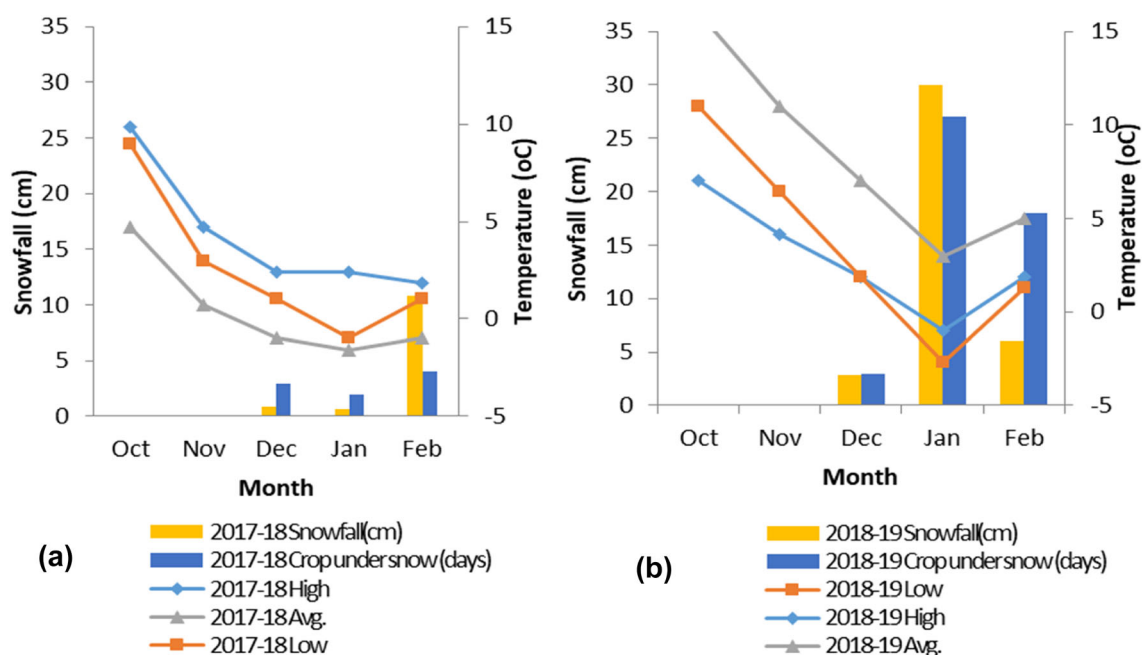 35
30
25
20
15
10
5
0
Snowfall (cm)
15
10
5
0
-5
Temperature (oC)
Oct Nov Dec Jan Feb
Month
2017-18 Snowfall(cm)
2017-18 Crop under snow (days)
2017-18 High
2017-18 Avg.
2017-18 Low
(a)
35
30
25
20
15
10
5
0
Snowfall (cm)
15
10
5
0
-5
Temperature (oC)
Oct Nov Dec Jan Feb
Month
2018-19 Snowfall(cm)
2018-19 Crop under snow (days)
2018-19 Low
2018-19 High
2018-19 Avg.
(b)